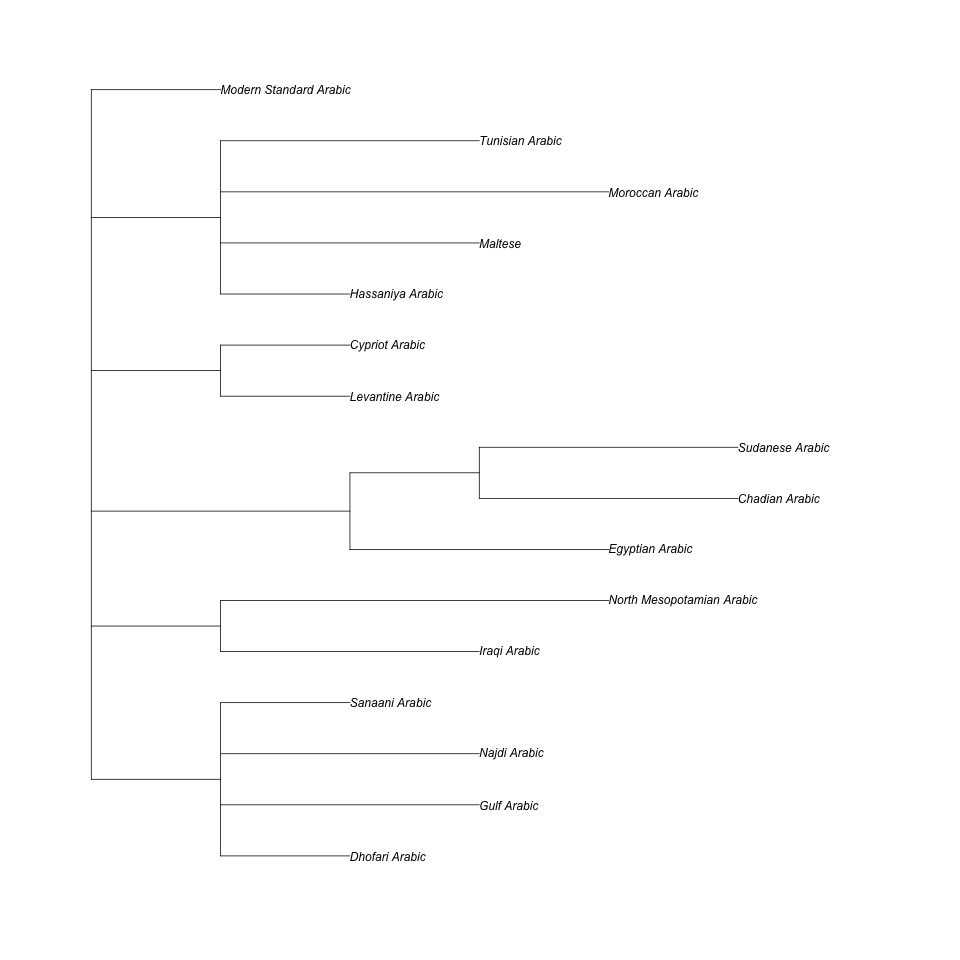 Modern Standard Arabic
Tunisian Arabic
Moroccan Arabic
Maltese
Hassaniya Arabic
Cypriot Arabic
Levantine Arabic
Sudanese Arabic
Chadian Arabic
Egyptian Arabic
North Mesopotamian Arabic
Iraqi Arabic
Sanaani Arabic
Najdi Arabic
Gulf Arabic
Dhofari Arabic